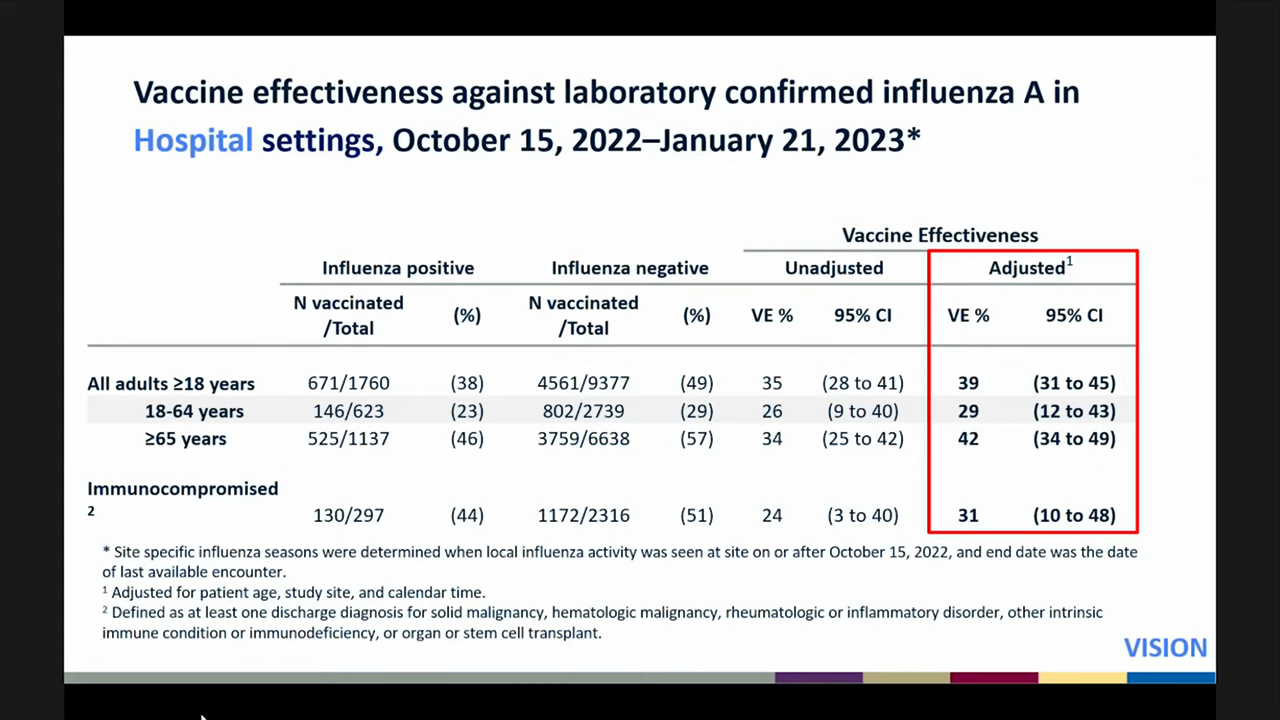 Vaccine effectiveness against laboratory confirmed influenza A in
Hospital settings, October 15, 2022–January 21, 2023*
Vaccine Effectiveness
Influenza positive Influenza negative Unadjusted Adjusted¹
N vaccinated /Total (%) N vaccinated /Total (%) VE % 95% CI VE % 95% CI
All adults ≥18 years 671/1760 (38) 4561/9377 (49) 35 (28 to 41) 39 (31 to 45)
18-64 years 146/623 (23) 802/2739 (29) 26 (9 to 40) 29 (12 to 43)
≥65 years 525/1137 (46) 3759/6638 (57) 34 (25 to 42) 42 (34 to 49)
Immunocompromised
² 130/297 (44) 1172/2316 (51) 24 (3 to 40) 31 (10 to 48)
* Site specific influenza seasons were determined when local influenza activity was seen at site on or after October 15, 2022, and end date was the date
of last available encounter.
¹ Adjusted for patient age, study site, and calendar time.
² Defined as at least one discharge diagnosis for solid malignancy, hematologic malignancy, rheumatologic or inflammatory disorder, other intrinsic
immune condition or immunodeficiency, or organ or stem cell transplant.
VISION